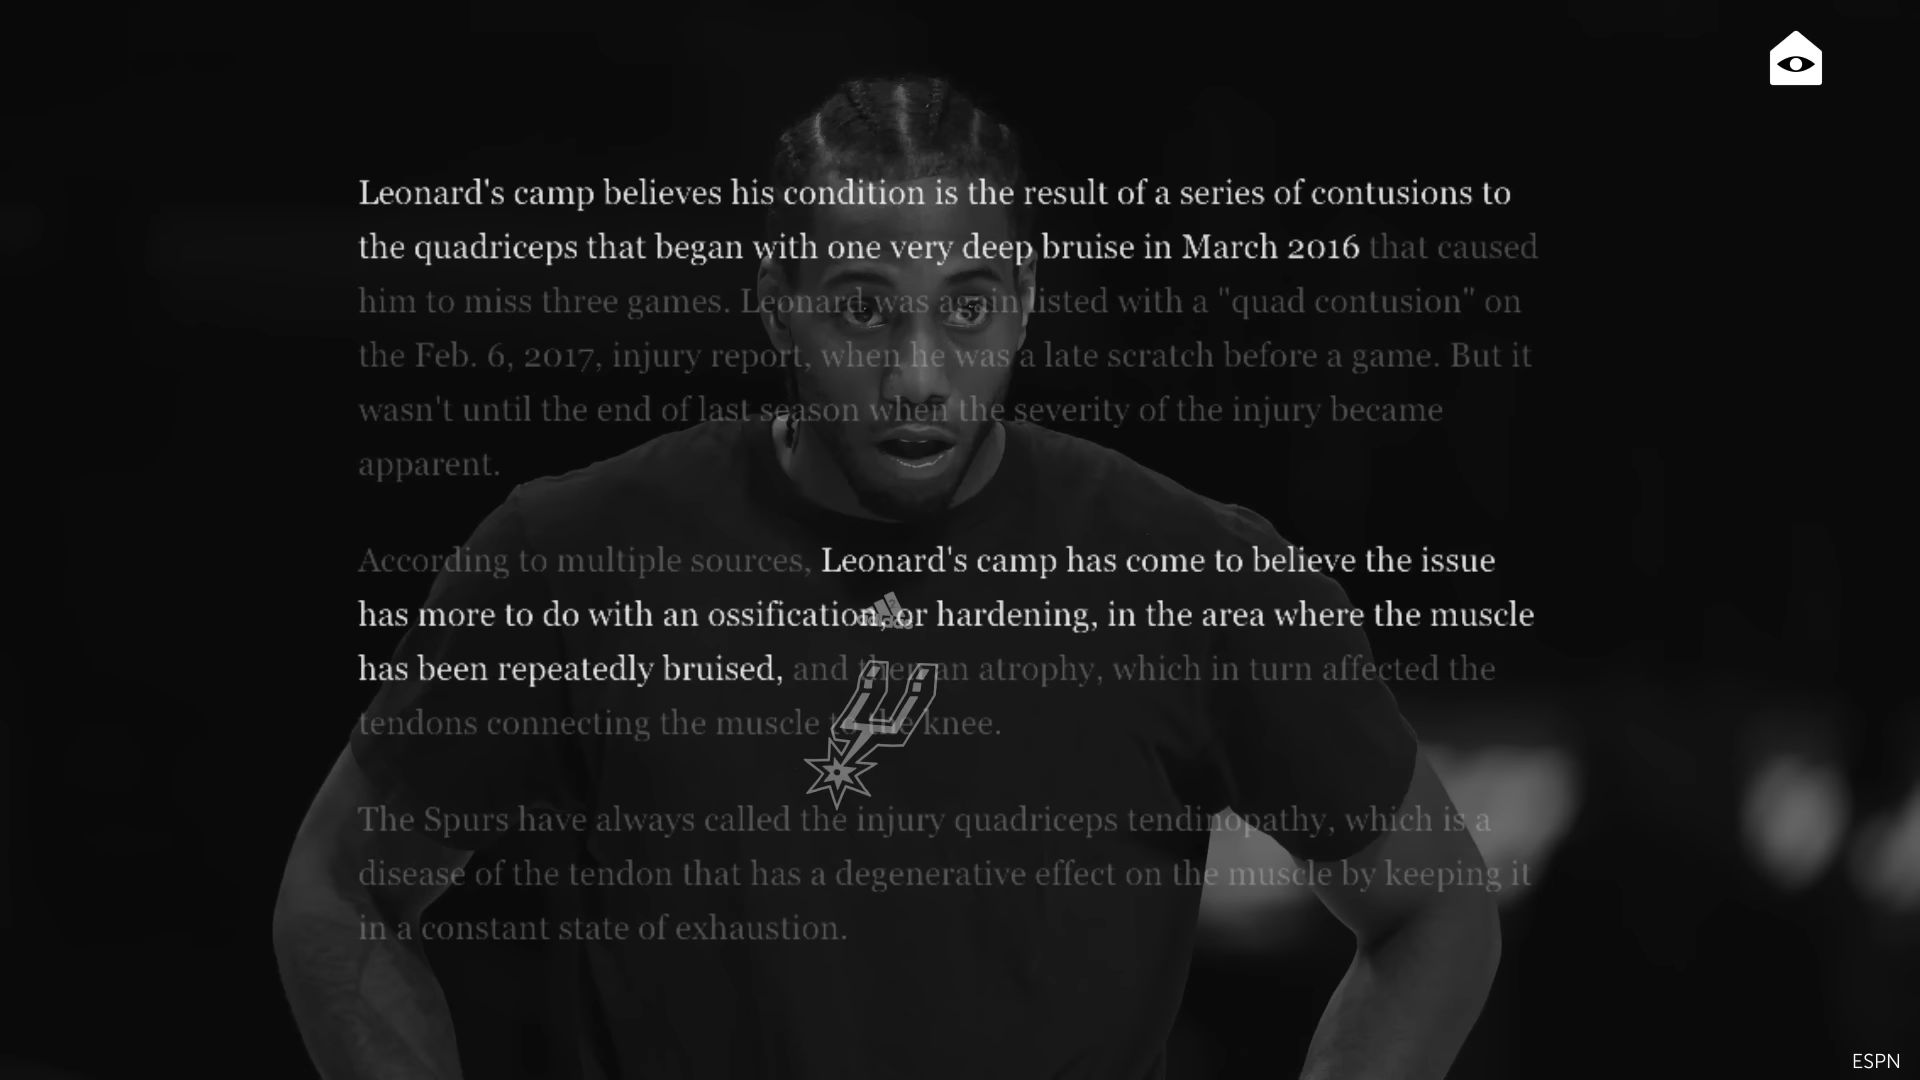 Leonard's camp believes his condition is the result of a series of contusions to
the quadriceps that began with one very deep bruise in March 2016 that caused
him to miss three games. Leonard was again listed with a "quad contusion" on
the Feb. 6, 2017, injury report, when he was a late scratch before a game. But it
wasn't until the end of last season when the severity of the injury became
apparent.
According to multiple sources, Leonard's camp has come to believe the issue
has more to do with an ossification, or hardening, in the area where the muscle
has been repeatedly bruised, and then an atrophy, which in turn affected the
tendons connecting the muscle to the knee.
adidas
The Spurs have always called the injury quadriceps tendinopathy, which is a
disease of the tendon that has a degenerative effect on the muscle by keeping it
in a constant state of exhaustion.
ESPN